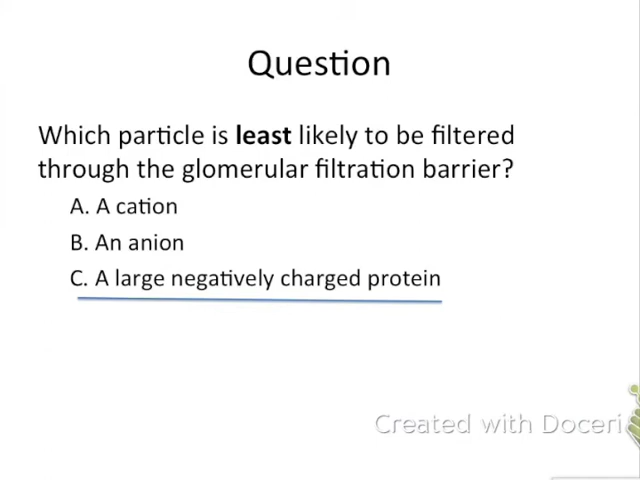 Question
Which particle is least likely to be filtered
through the glomerular filtration barrier?
A. A cation
B. An anion
C. A large negatively charged protein
Created with Doceri